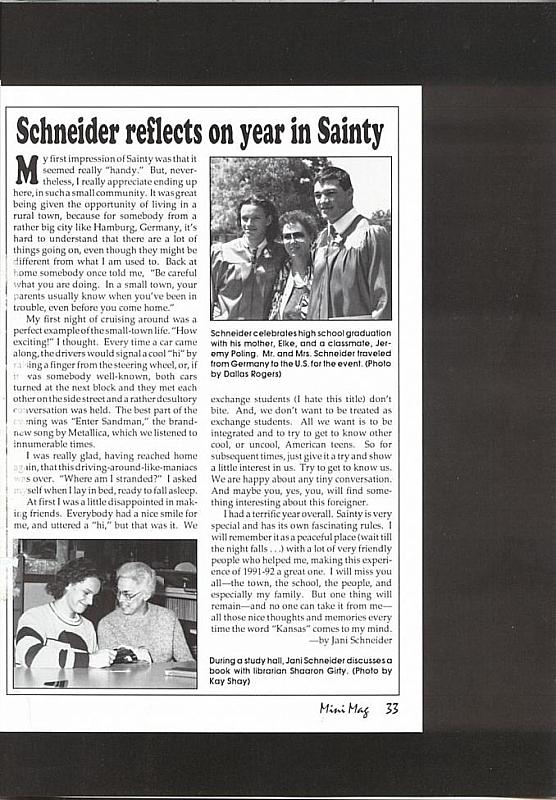 Schneider reflects on year in Sainty
My first impression of Sainty was that it
seemed really "handy." But, never-
theless, I really appreciate ending up
here, in such a small community. It was great
being given the opportunity of living in a
rural town, because for somebody from a
rather big city like Hamburg, Germany, it's
hard to understand that there are a lot of
things going on, even though they might be
different from what I am used to. Back at
home somebody once told me, "Be careful
what you are doing. In a small town, your
parents usually know when you've been in
trouble, even before you come home."
My first night of cruising around was a
perfect example of the small-town life. "How
exciting!" I thought. Every time a car came
along, the drivers would signal a cool "hi" by
raising a finger from the steering wheel, or, if
it was somebody well-known, both cars
turned at the next block and they met each
other on the side street and a rather desultory
conversation was held. The best part of the
evening was "Enter Sandman," the brand-
new song by Metallica, which we listened to
innumerable times.
I was really glad, having reached home
again, that this driving-around-like-maniacs
was over. "Where am I stranded?" I asked
myself when I lay in bed, ready to fall asleep.
At first I was a little disappointed in mak-
ing friends. Everybody had a nice smile for
me, and uttered a "hi," but that was it. We
Schneider celebrates high school graduation
with his mother, Elke, and a classmate, Jer-
emy Poling. Mr. and Mrs. Schneider traveled
from Germany to the U.S. for the event. (Photo
by Dallas Rogers)
exchange students (I hate this title) don't
bite. And, we don't want to be treated as
exchange students. All we want is to be
integrated and to try to get to know other
cool, or uncool, American teens. So for
subsequent times, just give it a try and show
a little interest in us. Try to get to know us.
We are happy about any tiny conversation.
And maybe you, yes, you, will find some-
thing interesting about this foreigner.
I had a terrific year overall. Sainty is very
special and has its own fascinating rules. I
will remember it as a peaceful place (wait till
the night falls . . .) with a lot of very friendly
people who helped me, making this experi-
ence of 1991-92 a great one. I will miss you
all—the town, the school, the people, and
especially my family. But one thing will
remain—and no one can take it from me—
all those nice thoughts and memories every
time the word "Kansas" comes to my mind.
—by Jani Schneider
During a study hall, Jani Schneider discusses a
book with librarian Shaaron Girty. (Photo by
Kay Shay)
Mini Mag 33